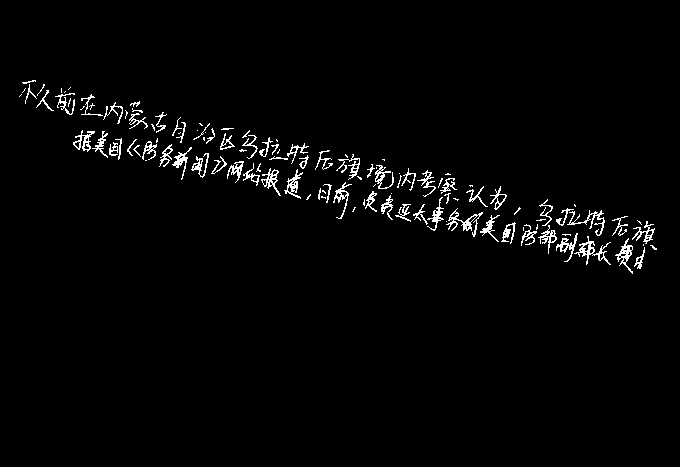 不久前在内蒙古自治区乌拉特后旗境内考察认为，乌拉特后旗
据美国《防务新闻》网站报道，日前，负责亚太事务的美国防部副部长费